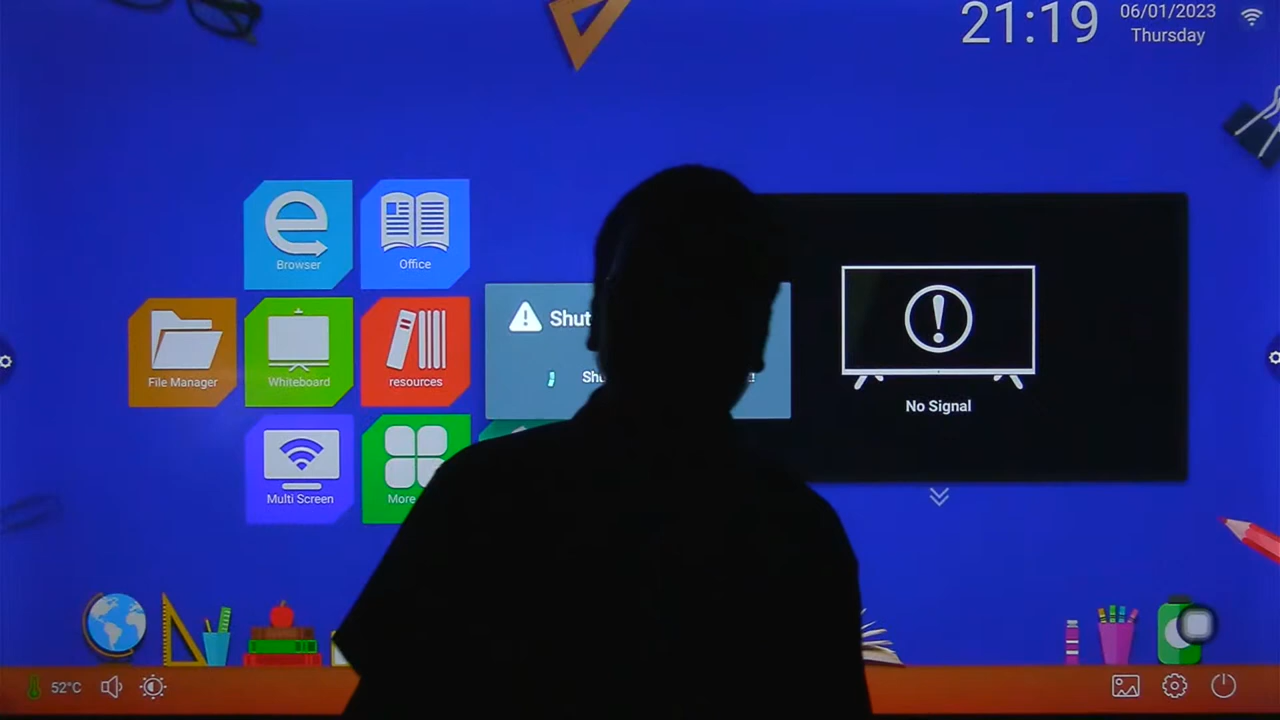 21:19
06/01/2023
Thursday
Browser
Office
File Manager
Whiteboard
resources
Multi Screen
More
Shut
Shu
!
No Signal
52°C